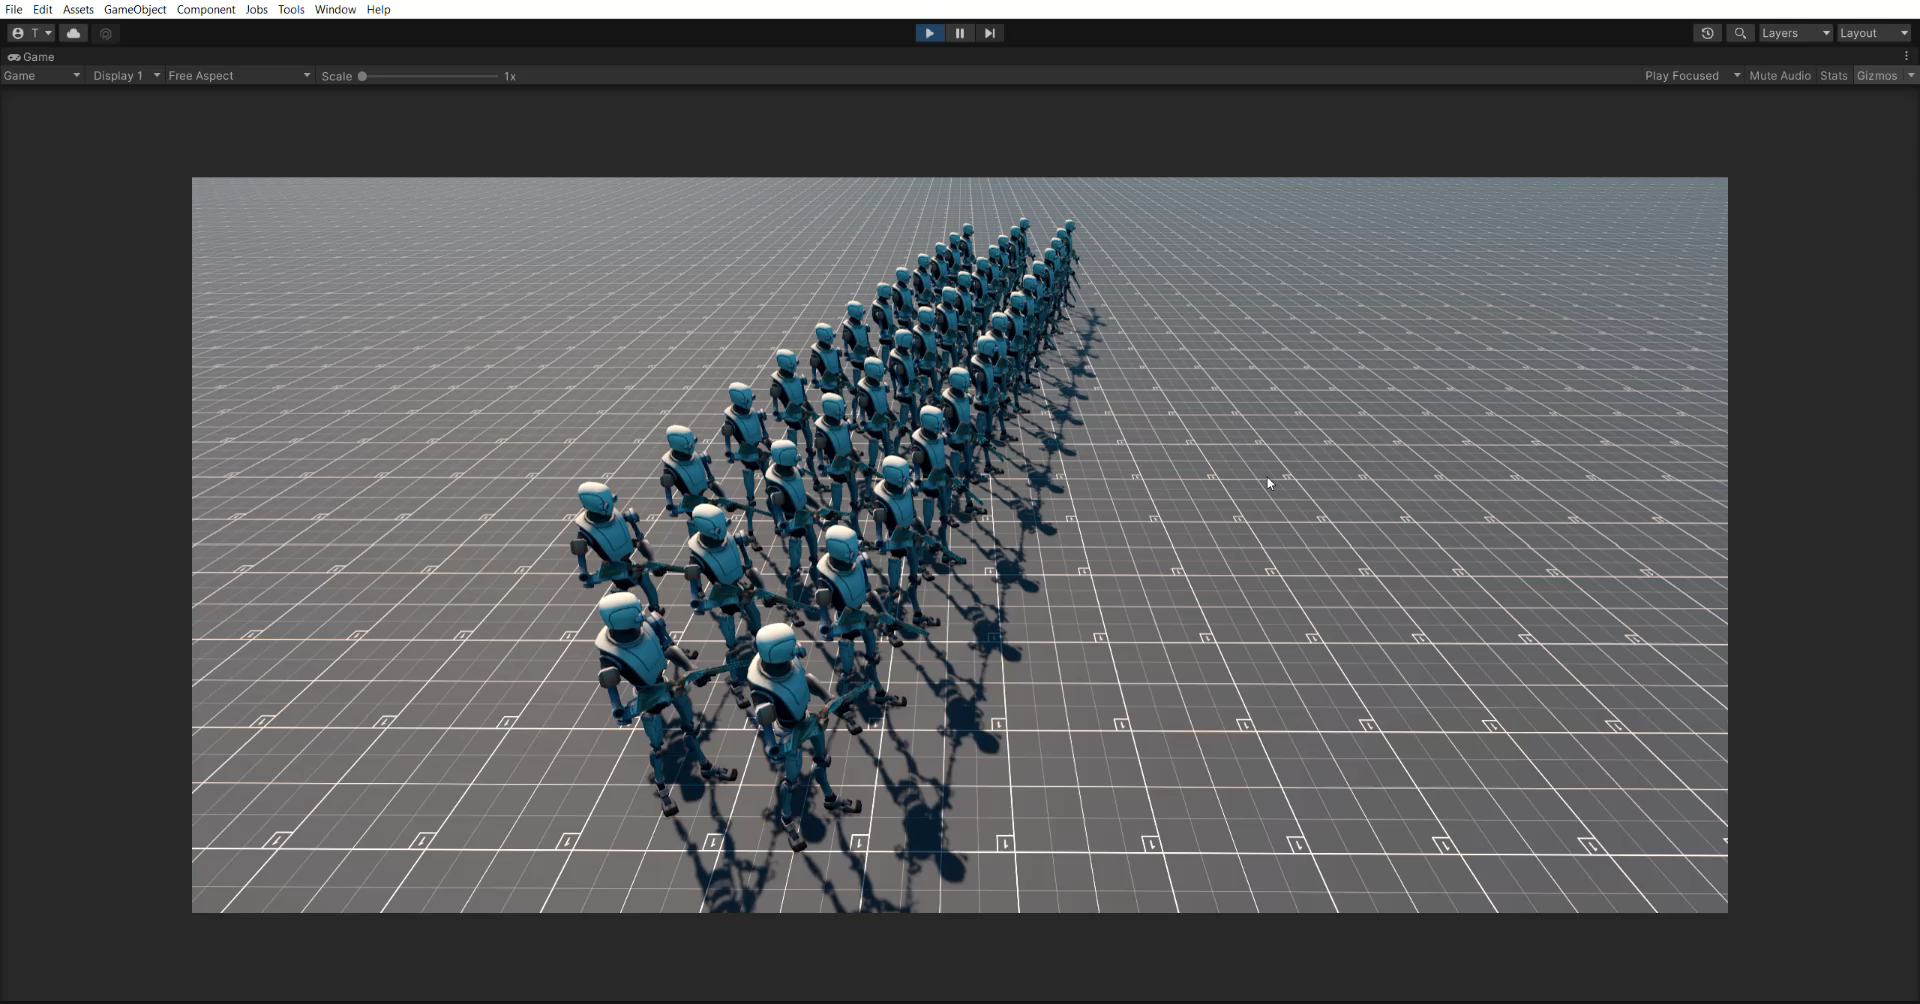 File Edit Assets GameObject Component Jobs Tools Window Help
T Layers Layout
Game
Game Display 1 Free Aspect Scale 1x Play Focused Mute Audio Stats Gizmos